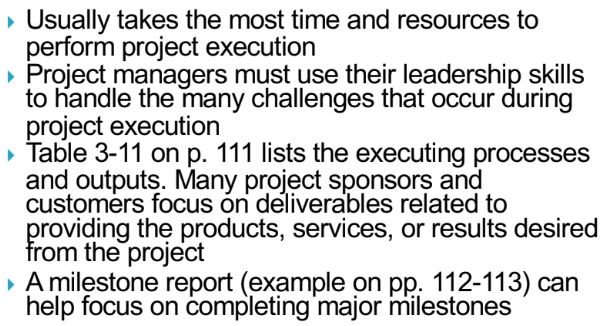 Usually takes the most time and resources to
perform project execution
Project managers must use their leadership skills
to handle the many challenges that occur during
project execution
Table 3-11 on p. 111 lists the executing processes
and outputs. Many project sponsors and
customers focus on deliverables related to
providing the products, services, or results desired
from the project
A milestone report (example on pp. 112-113) can
help focus on completing major milestones